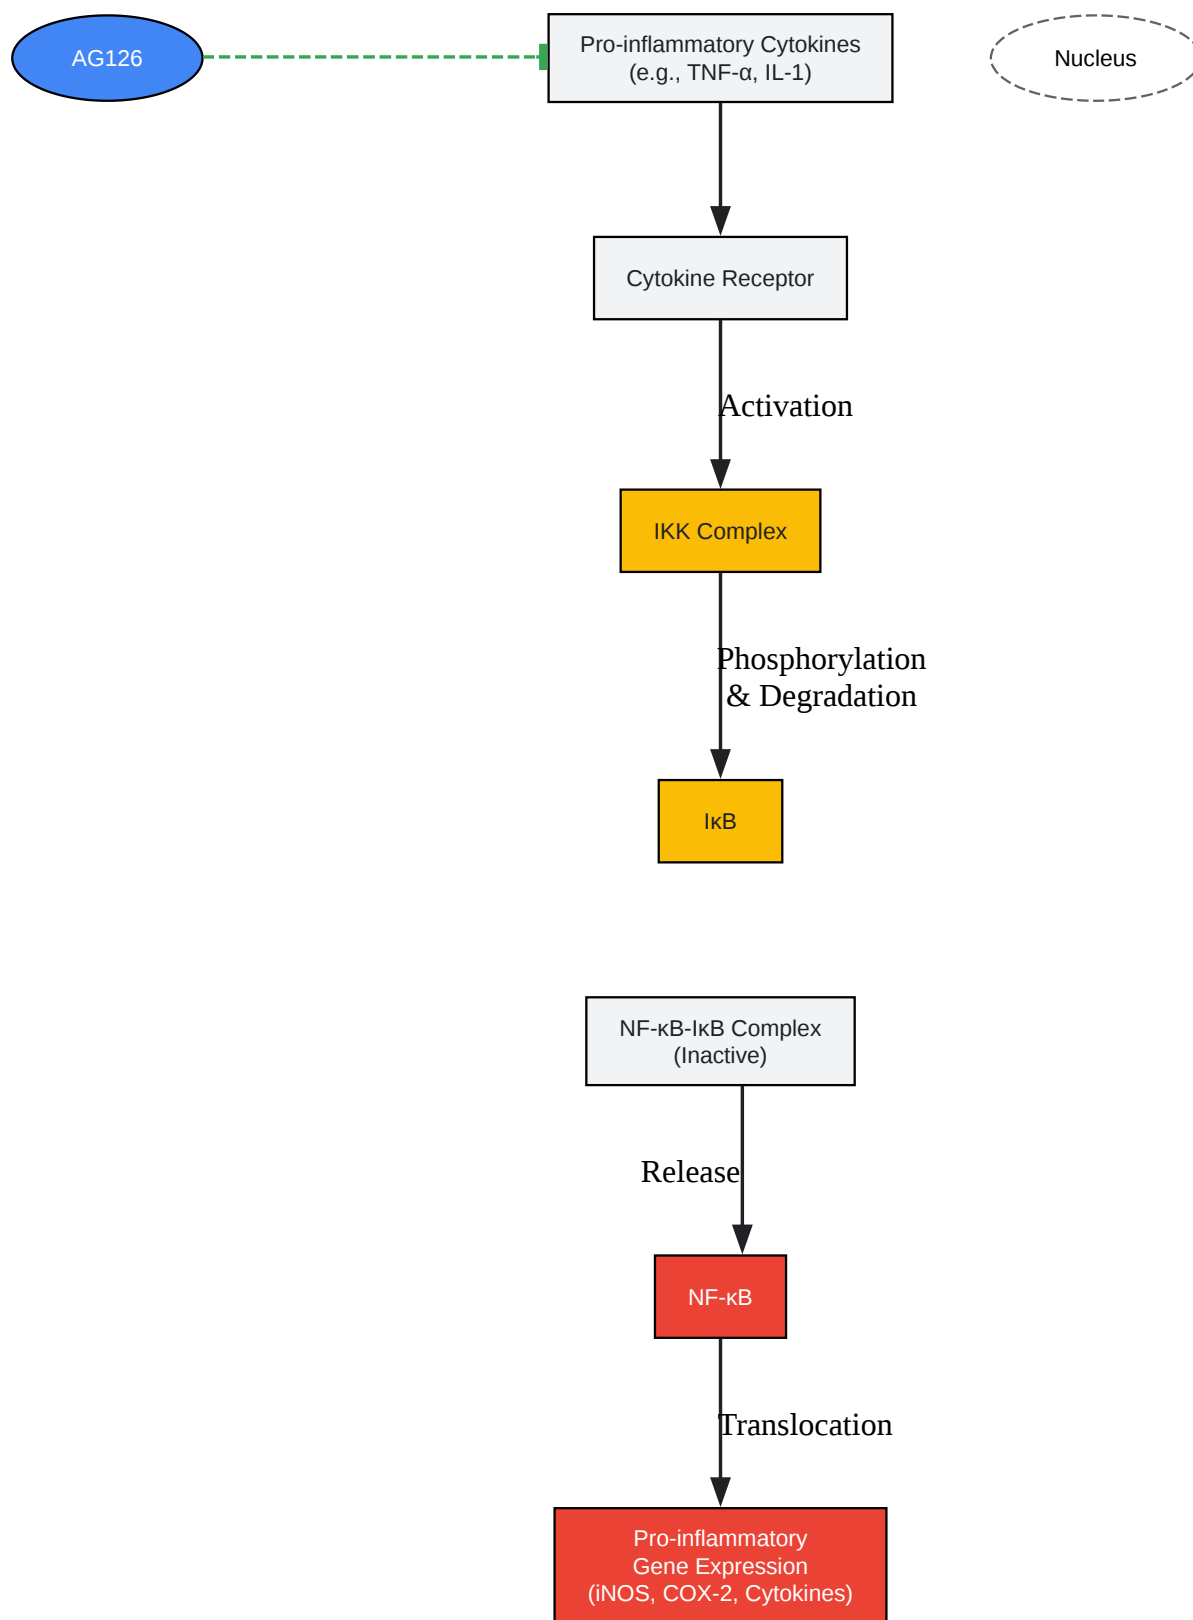 AG126
Pro-inflammatory Cytokines
(e.g., TNF-α, IL-1)
Nucleus
Cytokine Receptor
Activation
IKK Complex
Phosphorylation
& Degradation
IκB
NF-κB-IκB Complex
(Inactive)
Release
NF-κB
Translocation
Pro-inflammatory
Gene Expression
(iNOS, COX-2, Cytokines)